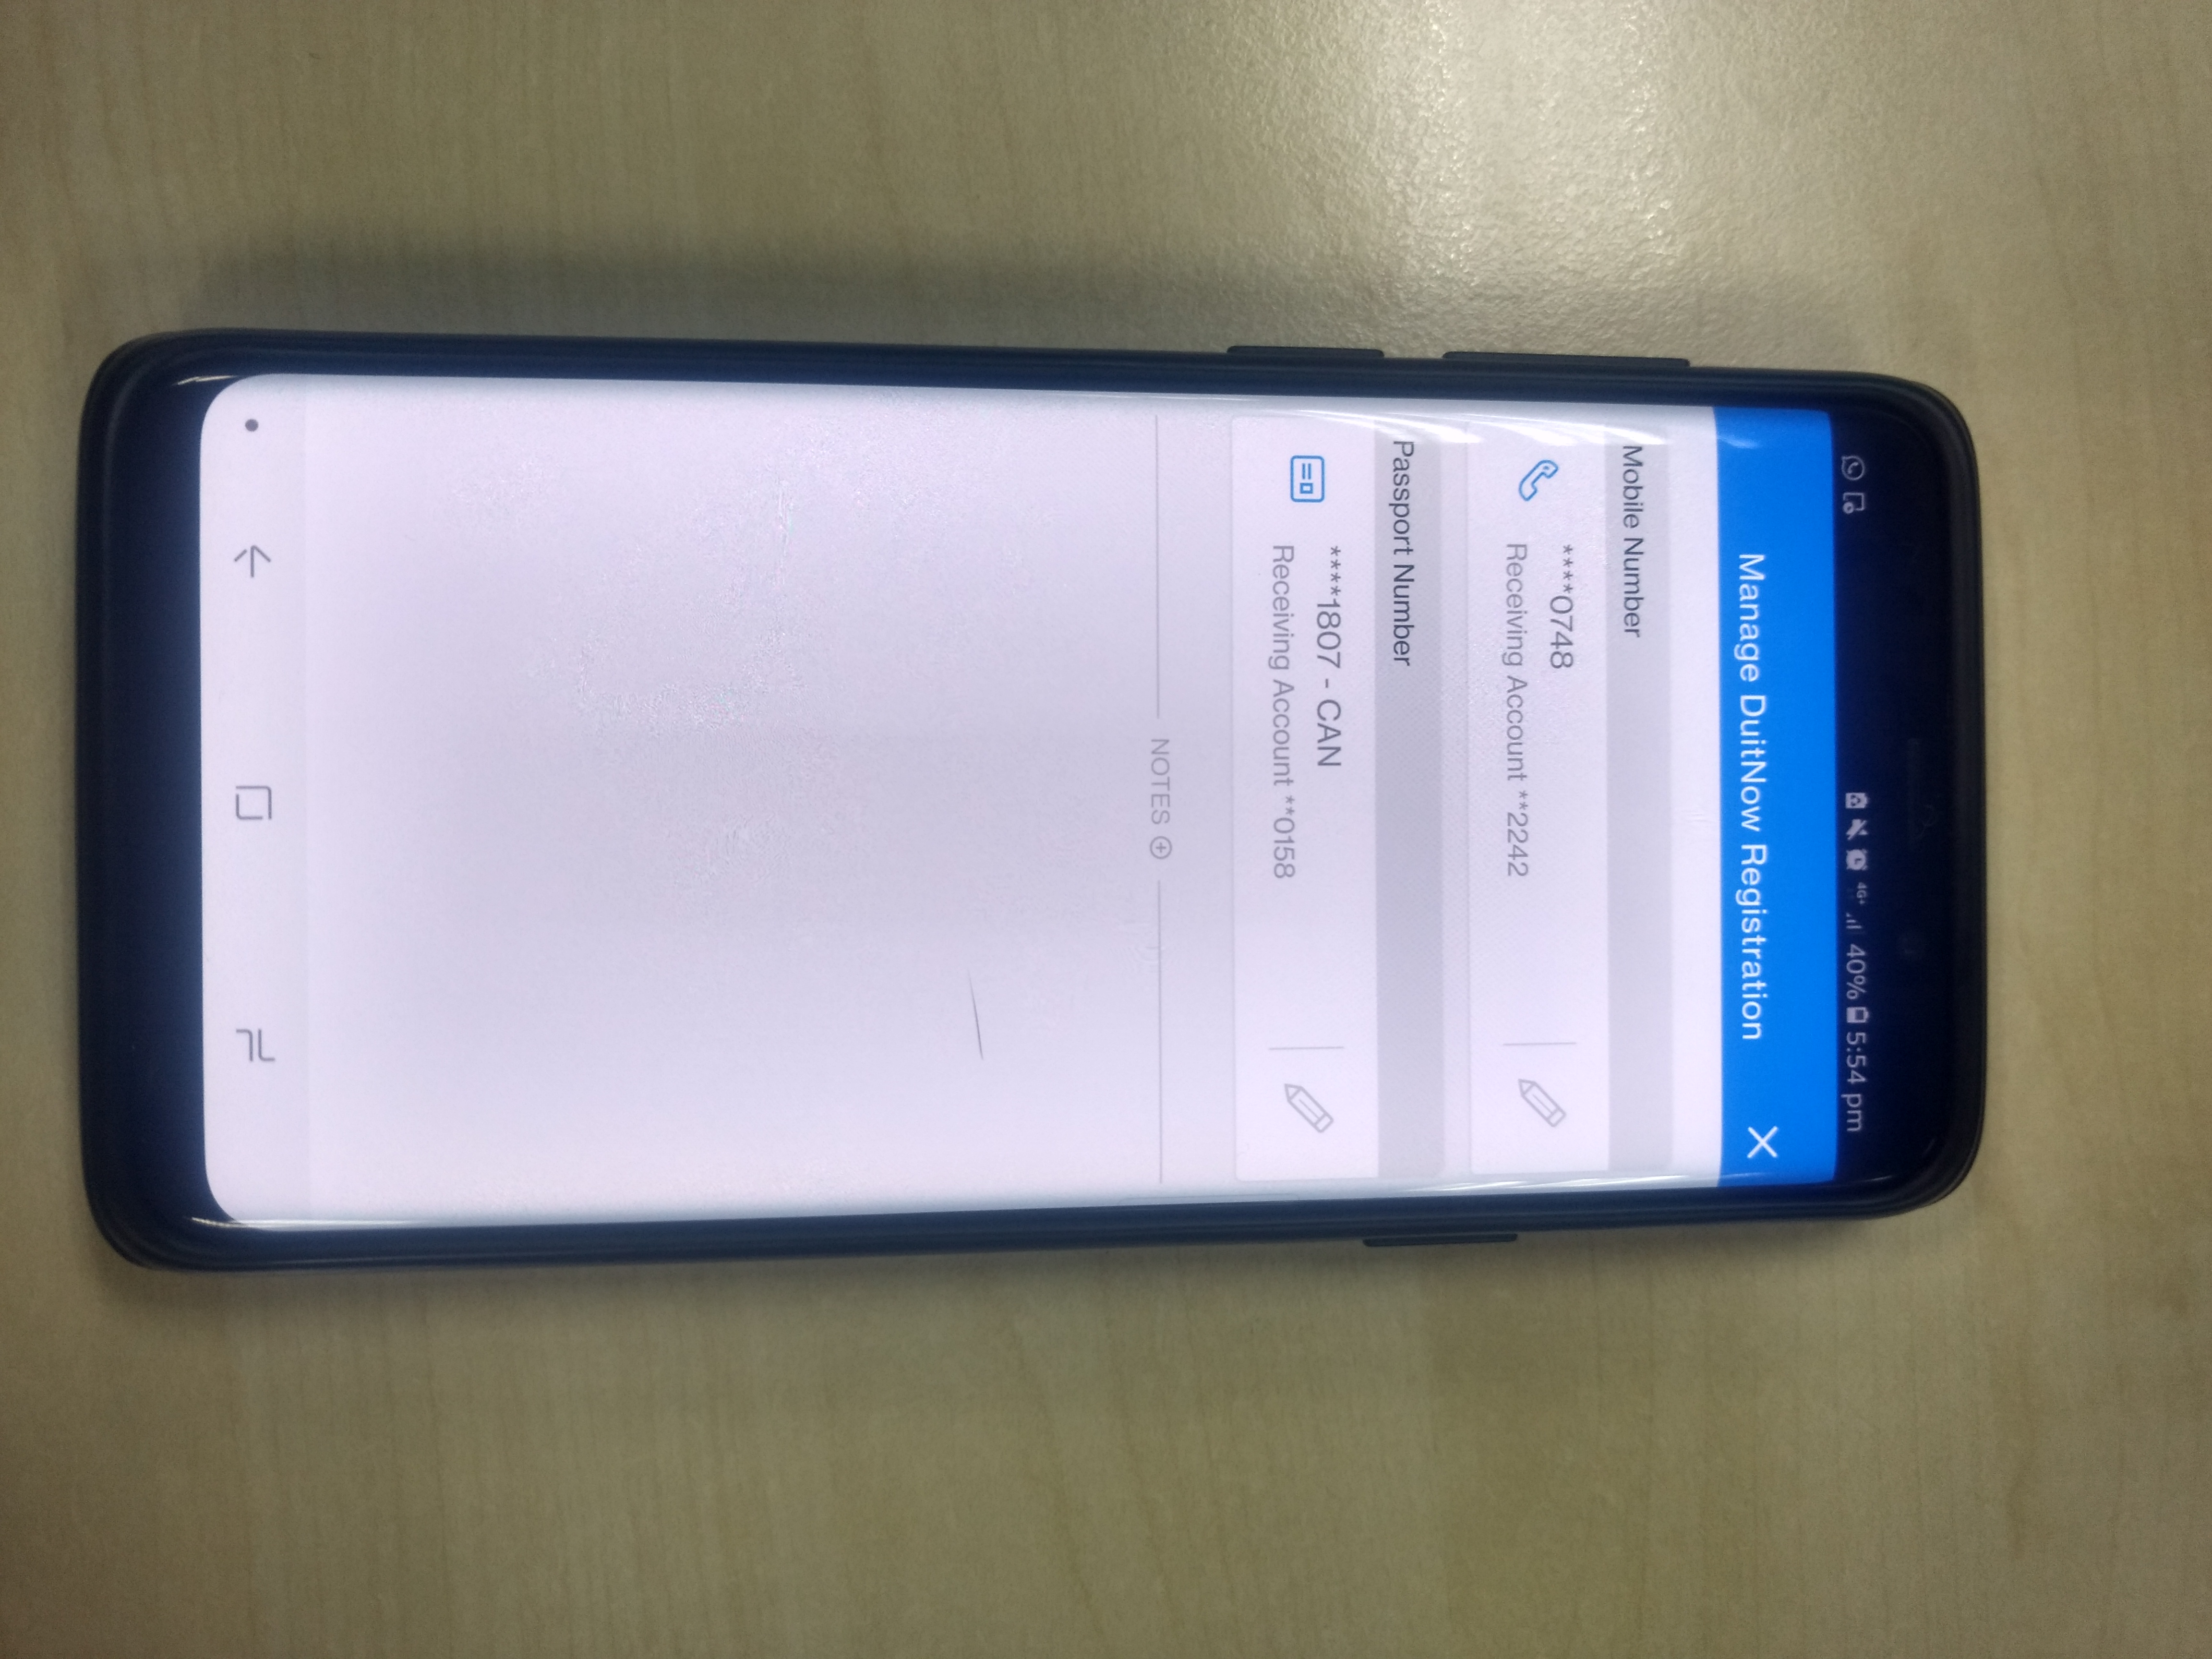 4G+ 40% 5:54 pm
Manage DuitNow Registration
Mobile Number
****0748
Receiving Account **2242
Passport Number
****1807 - CAN
Receiving Account **0158
NOTES